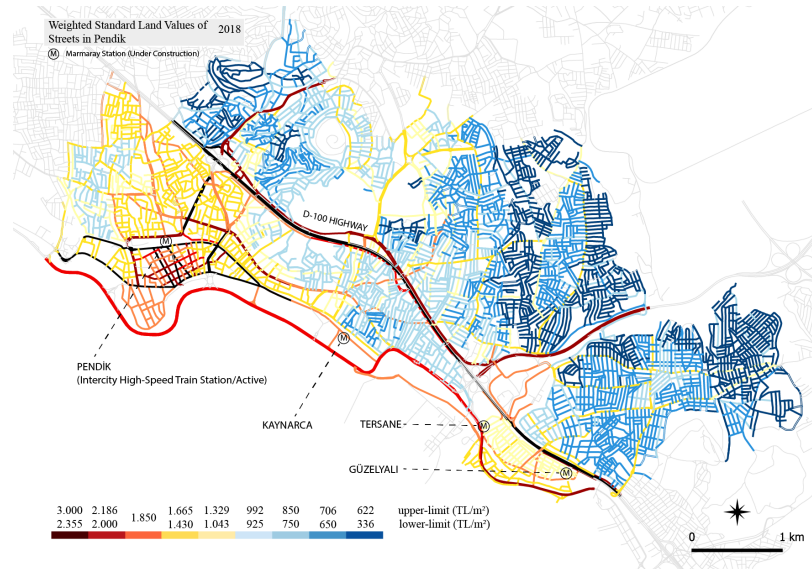 Weighted Standard Land Values of 2018
Streets in Pendik
M Marmaray Station (Under Construction)
D-100 HIGHWAY
M
PENDİK
(Intercity High-Speed Train Station/Active)
M
KAYNARCA
TERSANE
M
GÜZELYALI
M
3.000 2.186 1.850 1.665 1.329 992 850 706 622 upper-limit (TL/m²)
2.355 2.000 1.430 1.043 925 750 650 336 lower-limit (TL/m²)
0 1 km